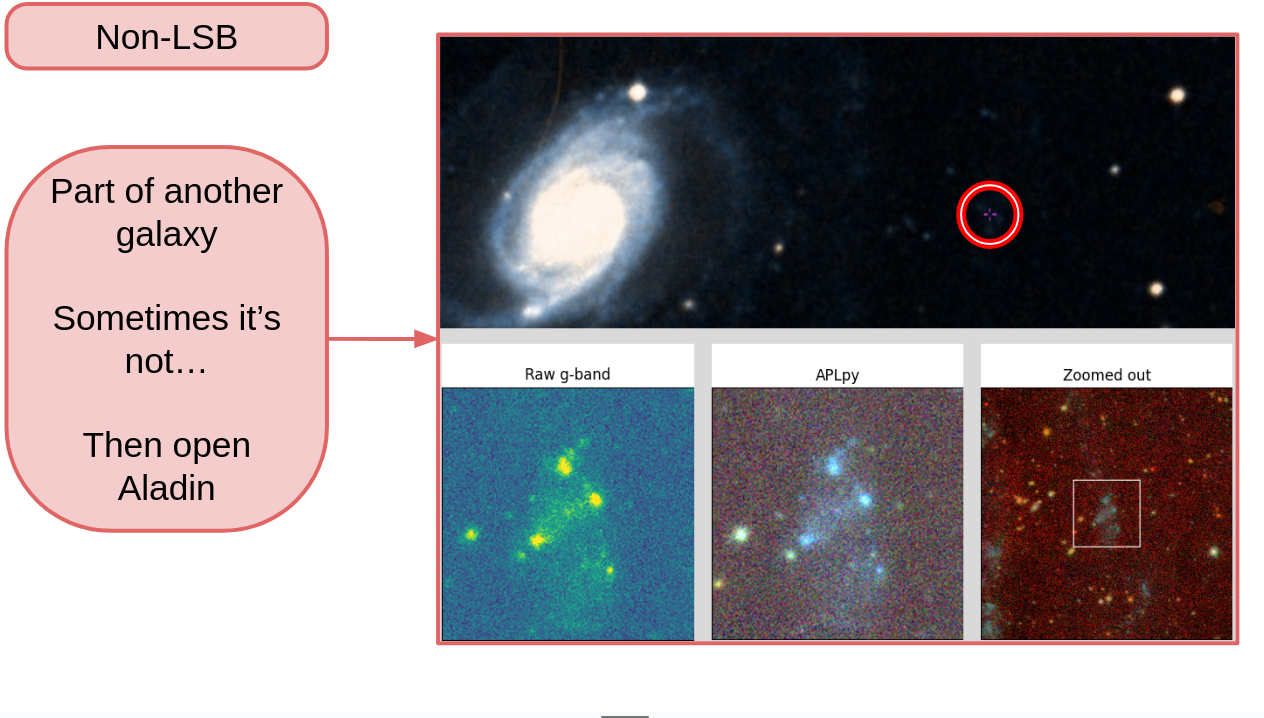 Non-LSB
Part of another
galaxy
Sometimes it’s
not…
Then open
Aladin
Raw g-band
APLpy
Zoomed out